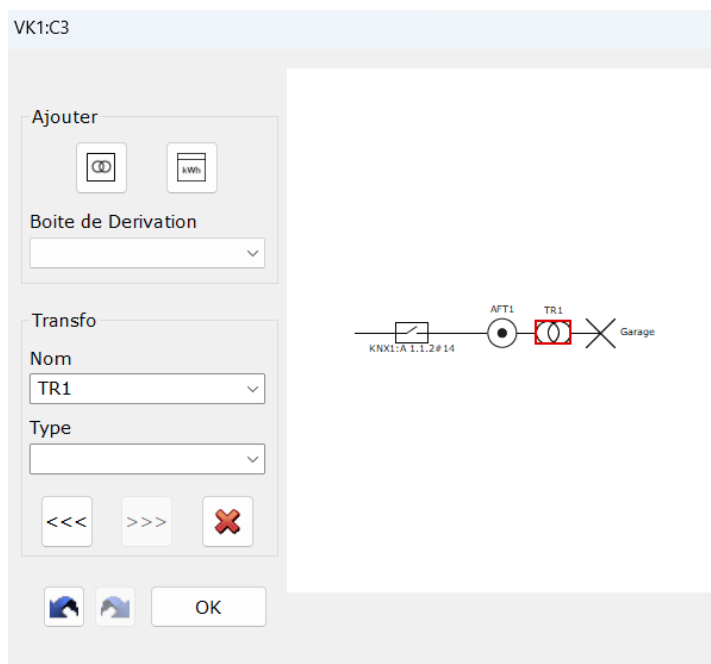 VK1:C3
Ajouter
kWh
Boite de Derivation
Transfo
Nom
TR1
Type
<<<
>>>
OK
AFT1
TR1
KNX1:A 1.1.2#14
Garage